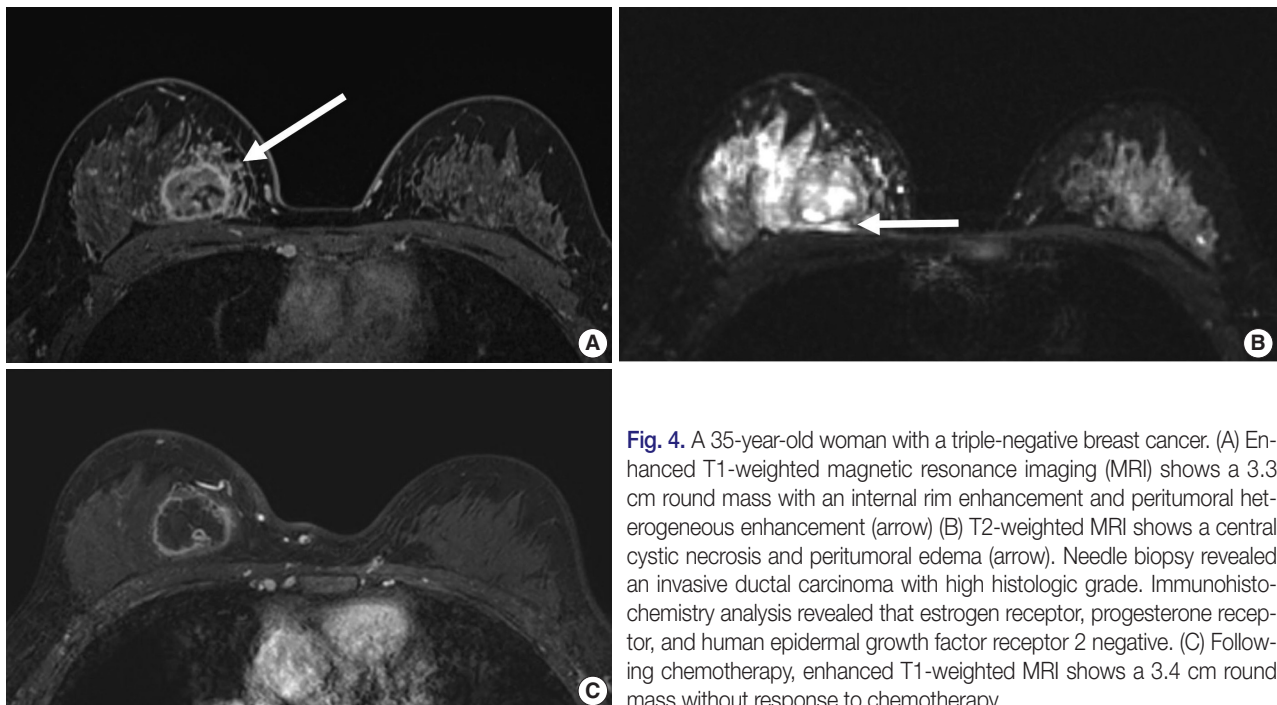 A
B
C
Fig. 4. A 35-year-old woman with a triple-negative breast cancer. (A) En-
hanced T1-weighted magnetic resonance imaging (MRI) shows a 3.3
cm round mass with an internal rim enhancement and peritumoral het-
erogeneous enhancement (arrow) (B) T2-weighted MRI shows a central
cystic necrosis and peritumoral edema (arrow). Needle biopsy revealed
an invasive ductal carcinoma with high histologic grade. Immunohisto-
chemistry analysis revealed that estrogen receptor, progesterone recep-
tor, and human epidermal growth factor receptor 2 negative. (C) Follow-
ing chemotherapy, enhanced T1-weighted MRI shows a 3.4 cm round
mass without response to chemotherapy.